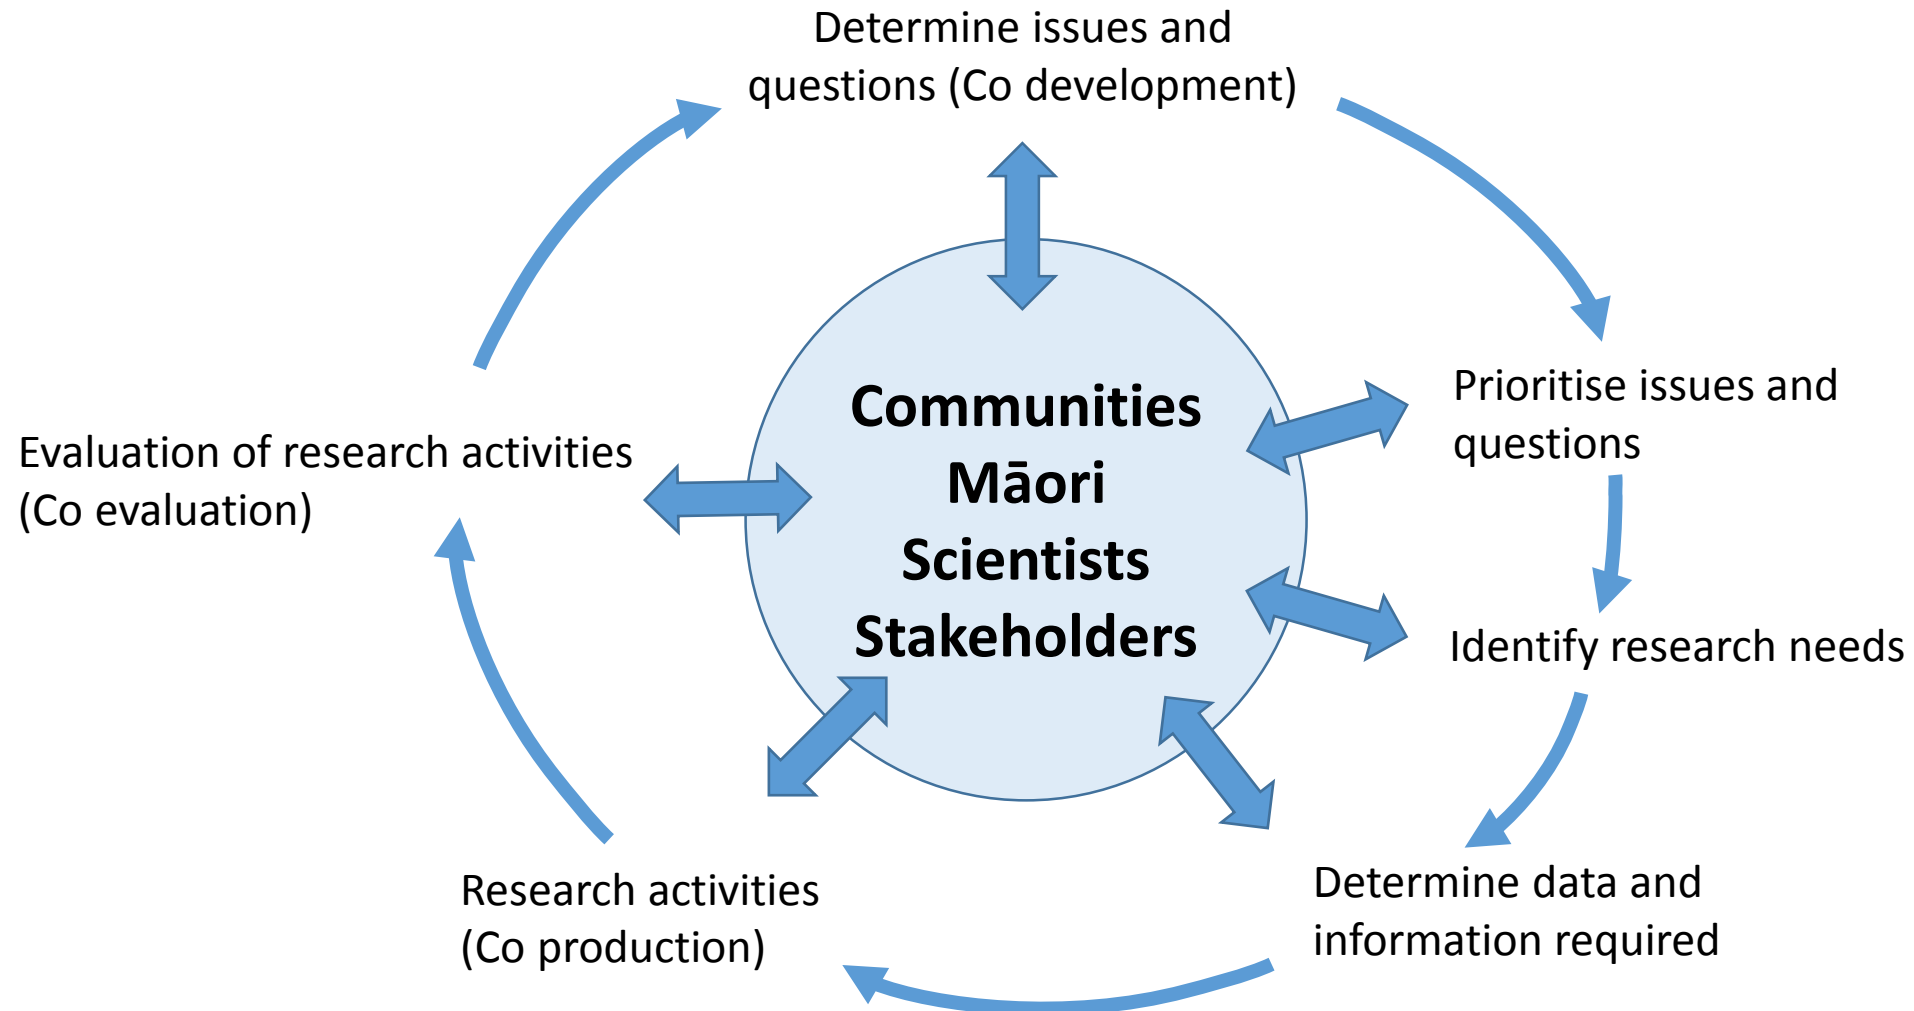 Determine issues and
questions (Co development)
Prioritise issues and
questions
Identify research needs
Determine data and
information required
Research activities
(Co production)
Evaluation of research activities
(Co evaluation)
Communities
Māori
Scientists
Stakeholders